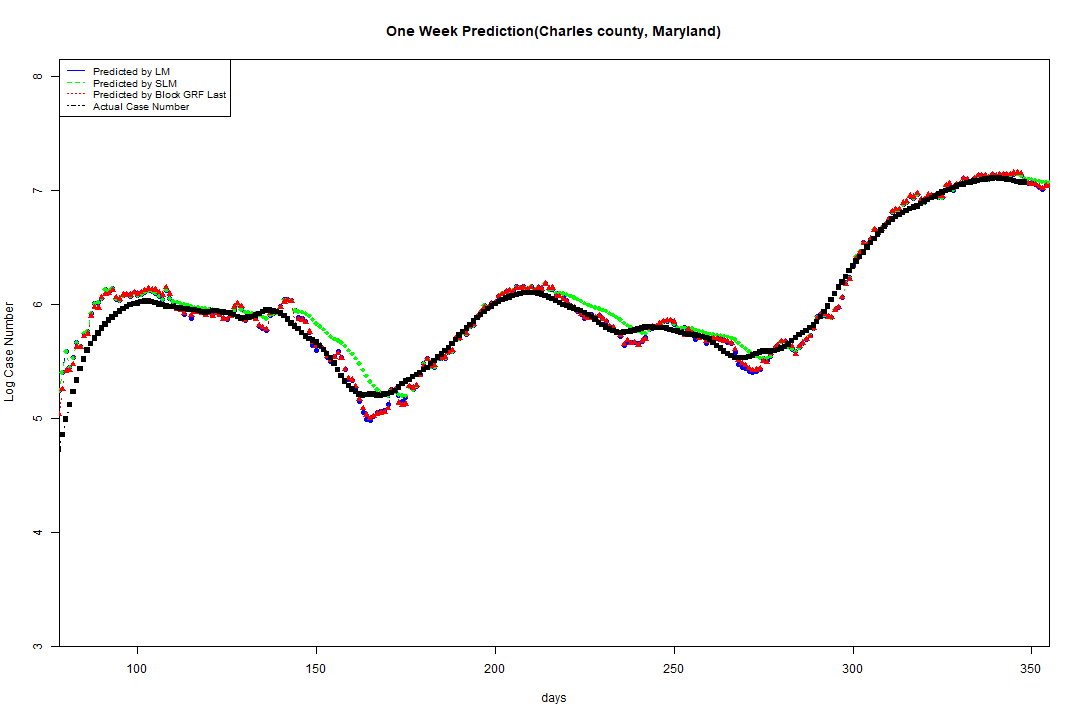 One Week Prediction(Charles county, Maryland)
Predicted by LM
Predicted by SLM
Predicted by Block GRF Last
Actual Case Number
8
7
6
5
4
3
Log Case Number
100 150 200 250 300 350
days